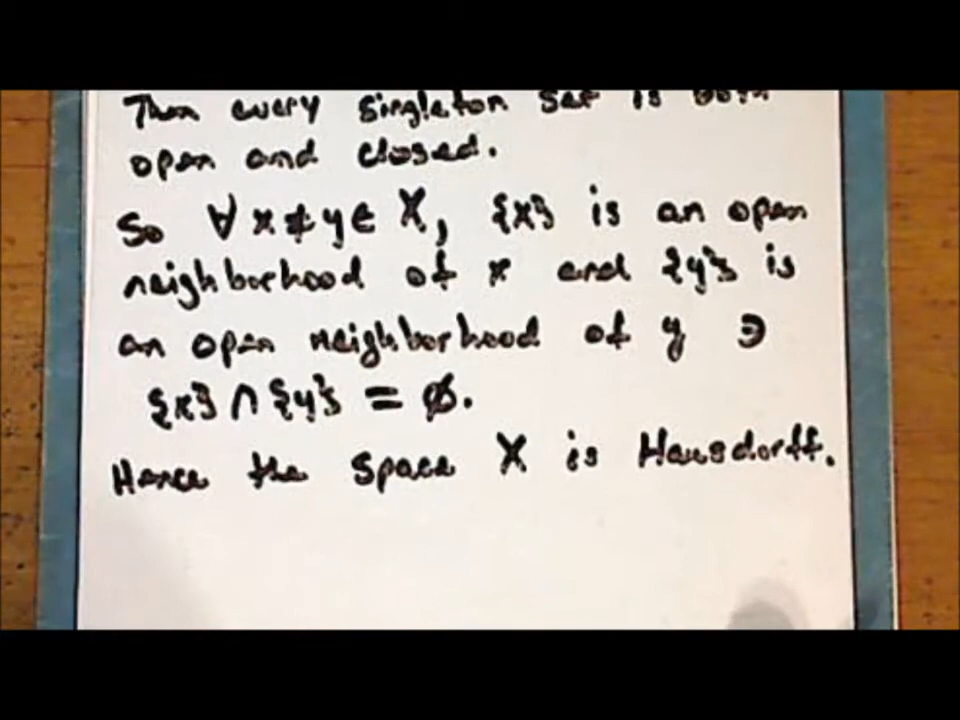 Then every singleton set is both
open and closed.
So ∀ x ≠ y ∈ X, {x} is an open
neighborhood of x and {y} is
an open neighborhood of y ∋
{x} ∩ {y} = ∅.
Hence the space X is Hausdorff.